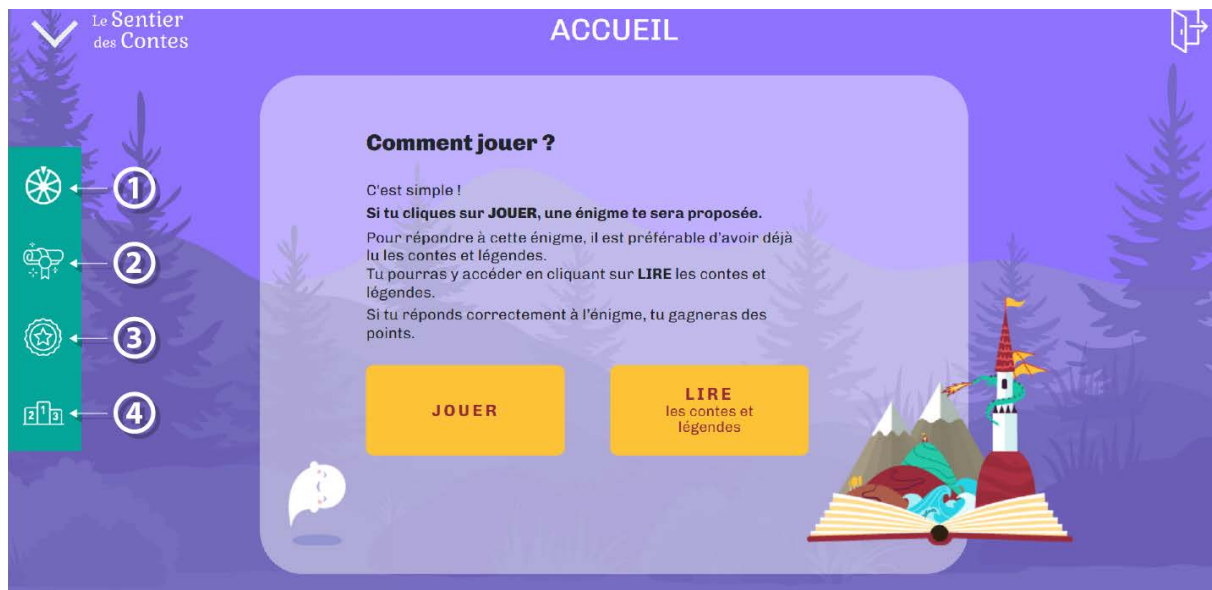 Le Sentier
des Contes
ACCUEIL
Comment jouer ?
C'est simple !
Si tu cliques sur JOUER, une énigme te sera proposée.
Pour répondre à cette énigme, il est préférable d'avoir déjà
lu les contes et légendes.
Tu pourras y accéder en cliquant sur LIRE les contes et
légendes.
Si tu réponds correctement à l'énigme, tu gagneras des
points.
JOUER
LIRE
les contes et
légendes
1
2
3
4
2 1 3